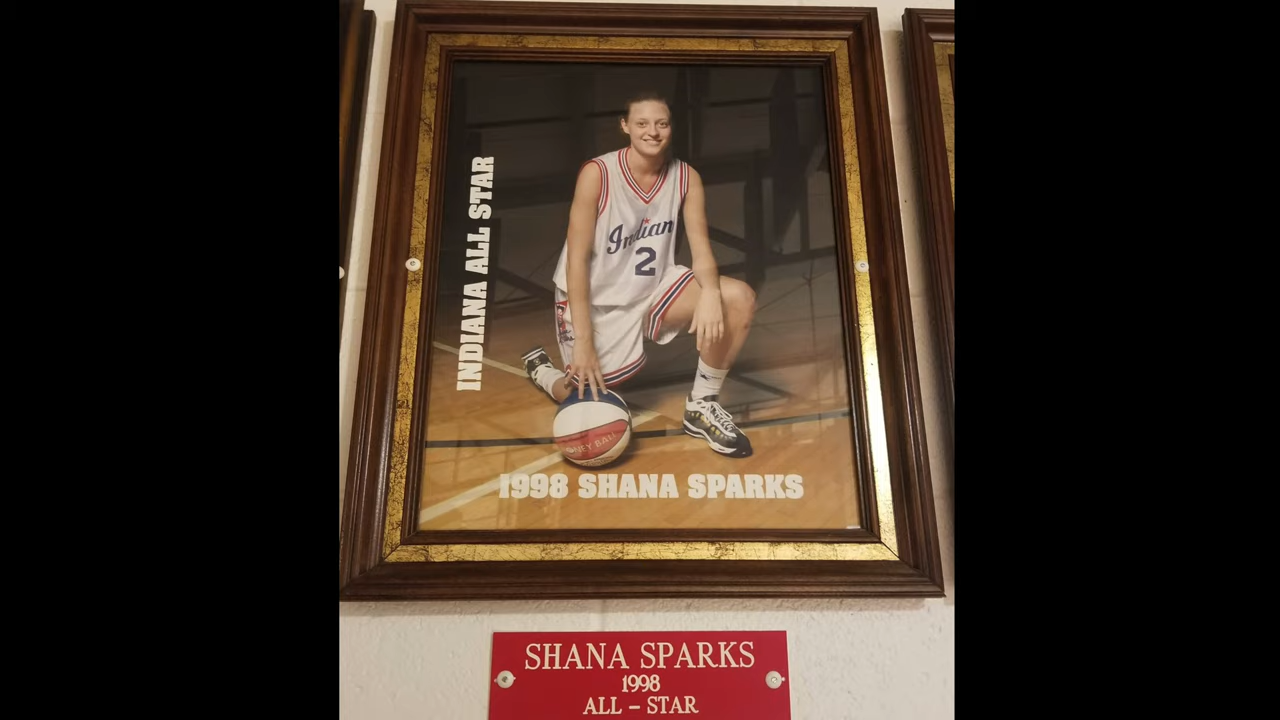 INDIANA ALL STAR
Indiana
2
1998 SHANA SPARKS
SHANA SPARKS
1998
ALL – STAR